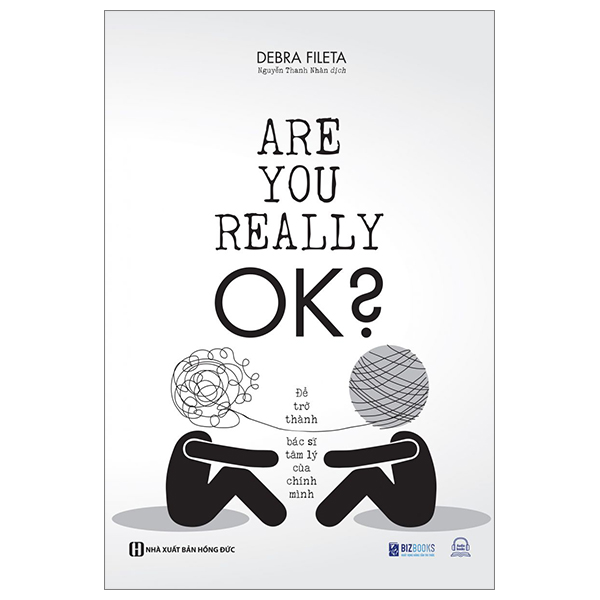 DEBRA FILETA
Nguyễn Thanh Nhàn dịch
ARE
YOU
REALLY
OK?
Để
trở
thành
bác sĩ
tâm lý
của
chính
mình
NHÀ XUẤT BẢN HỒNG ĐỨC
BIZBOOKS